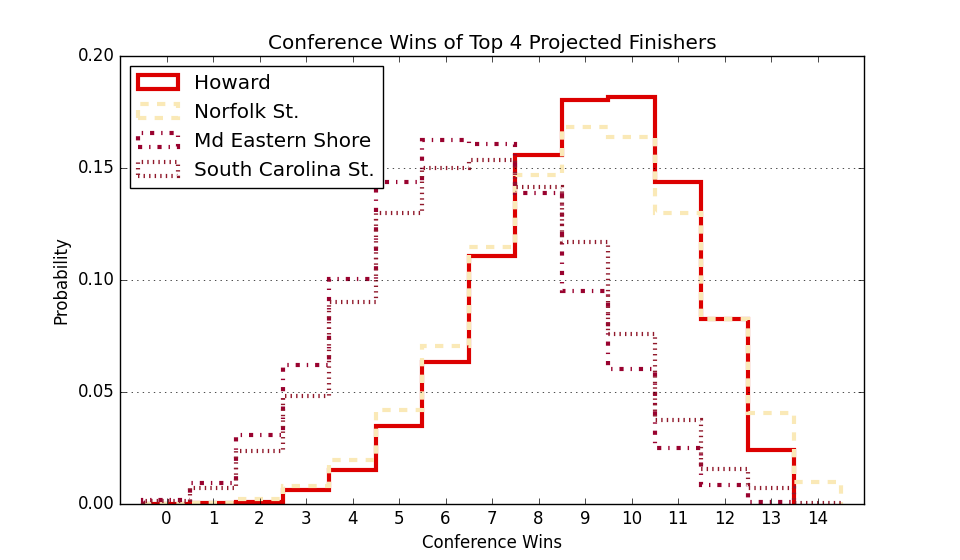 Conference Wins of Top 4 Projected Finishers
0.20
0.15
0.10
0.05
0.00
Probability
Howard
Norfolk St.
Md Eastern Shore
South Carolina St.
0 1 2 3 4 5 6 7 8 9 10 11 12 13 14
Conference Wins